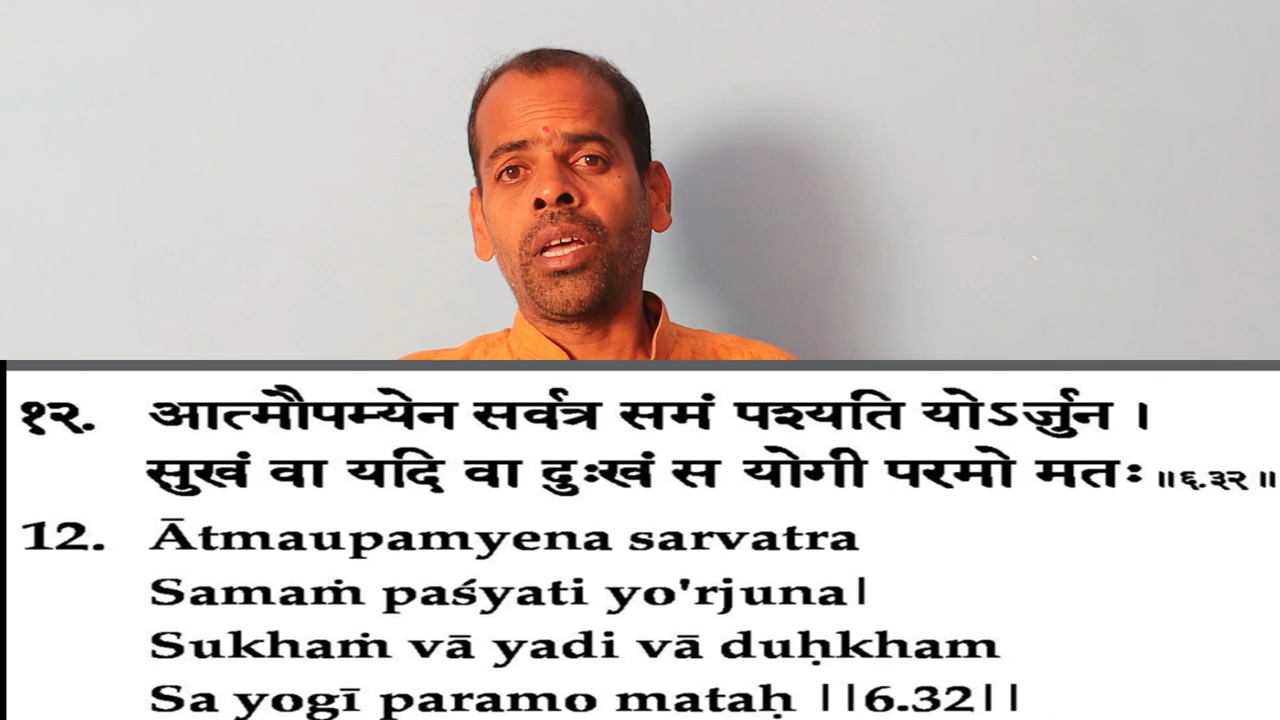 १२. आत्मौपम्येन सर्वत्र समं पश्यति योऽर्जुन ।
सुखं वा यदि वा दुःखं स योगी परमो मतः ॥६.३२॥
12. Ātmaupamyena sarvatra
Samaṁ paśyati yo'rjuna|
Sukhaṁ vā yadi vā duḥkham
Sa yogī paramo mataḥ ||6.32||